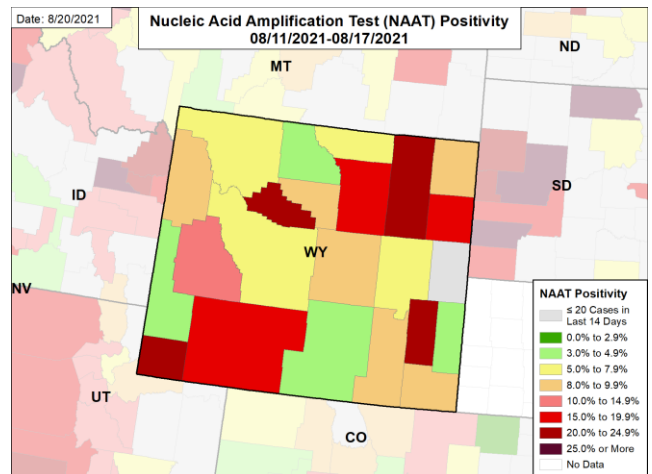 Date: 8/20/2021
Nucleic Acid Amplification Test (NAAT) Positivity
08/11/2021-08/17/2021
ND
MT
ID
SD
WY
NV
UT
CO
NAAT Positivity
≤ 20 Cases in
Last 14 Days
0.0% to 2.9%
3.0% to 4.9%
5.0% to 7.9%
8.0% to 9.9%
10.0% to 14.9%
15.0% to 19.9%
20.0% to 24.9%
25.0% or More
No Data